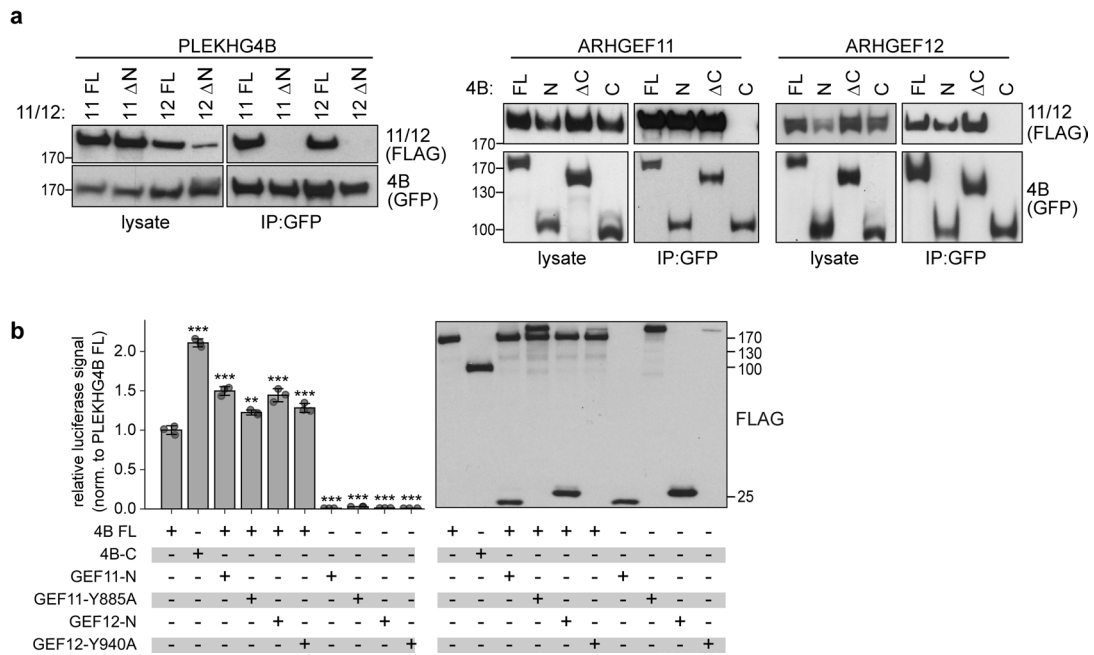 a
PLEKHG4B
11/12: 11 FL 11 ΔN 12 FL 12 ΔN 11 FL 11 ΔN 12 FL 12 ΔN
170
11/12 (FLAG)
170
4B (GFP)
lysate IP:GFP
ARHGEF11
4B: FL N ΔC C FL N ΔC C
170
170
130
100
lysate IP:GFP
ARHGEF12
FL N ΔC C FL N ΔC C
11/12 (FLAG)
4B (GFP)
lysate IP:GFP
b
relative luciferase signal
(norm. to PLEKHG4B FL)
2.0
1.5
1.0
0.5
0.0
*** *** ** *** *** *** *** *** ***
170
130
100
FLAG
25
4B FL + - + + + + - - - - + - + + + + - - - -
4B-C - + - - - - - - - - - + - - - - - - - -
GEF11-N - - + - - - + - - - - - + - - - + - - -
GEF11-Y885A - - - + - - - + - - - - - + - - - + - -
GEF12-N - - - - + - - - + - - - - - + - - - + -
GEF12-Y940A - - - - - + - - - + - - - - - + - - - +